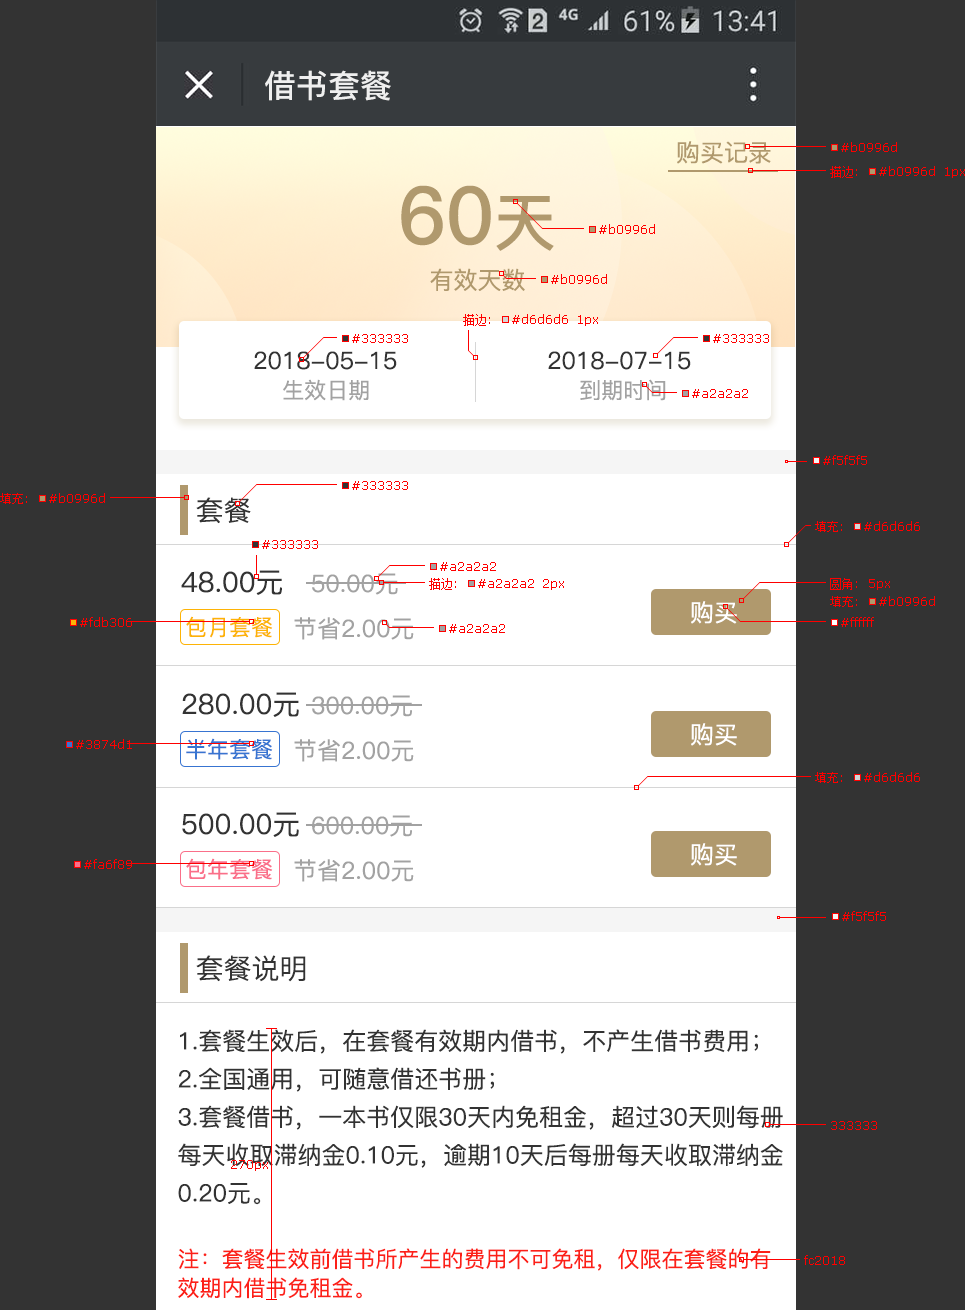 2 4G 61% 13:41
借书套餐
购买记录
#b0996d
描边: #b0996d 1px
60天
#b0996d
有效天数
#b0996d
描边: #d6d6d6 1px
#333333
#333333
2018-05-15
2018-07-15
生效日期
到期时间
#a2a2a2
#f5f5f5
填充: #b0996d
套餐
#333333
填充: #d6d6d6
#333333
48.00元
50.00元
#a2a2a2
描边: #a2a2a2 2px
圆角: 5px
填充: #b0996d
购买
#ffffff
#fdb306
包月套餐
节省2.00元
#a2a2a2
280.00元
300.00元
购买
#3874d1
半年套餐
节省2.00元
填充: #d6d6d6
500.00元
600.00元
购买
#fa6f89
包年套餐
节省2.00元
#f5f5f5
套餐说明
1.套餐生效后，在套餐有效期内借书，不产生借书费用；
2.全国通用，可随意借还书册；
3.套餐借书，一本书仅限30天内免租金，超过30天则每册
333333
每天收取滞纳金0.10元，逾期10天后每册每天收取滞纳金
270px
0.20元。
注：套餐生效前借书所产生的费用不可免租，仅限在套餐的有
fc2018
效期内借书免租金。